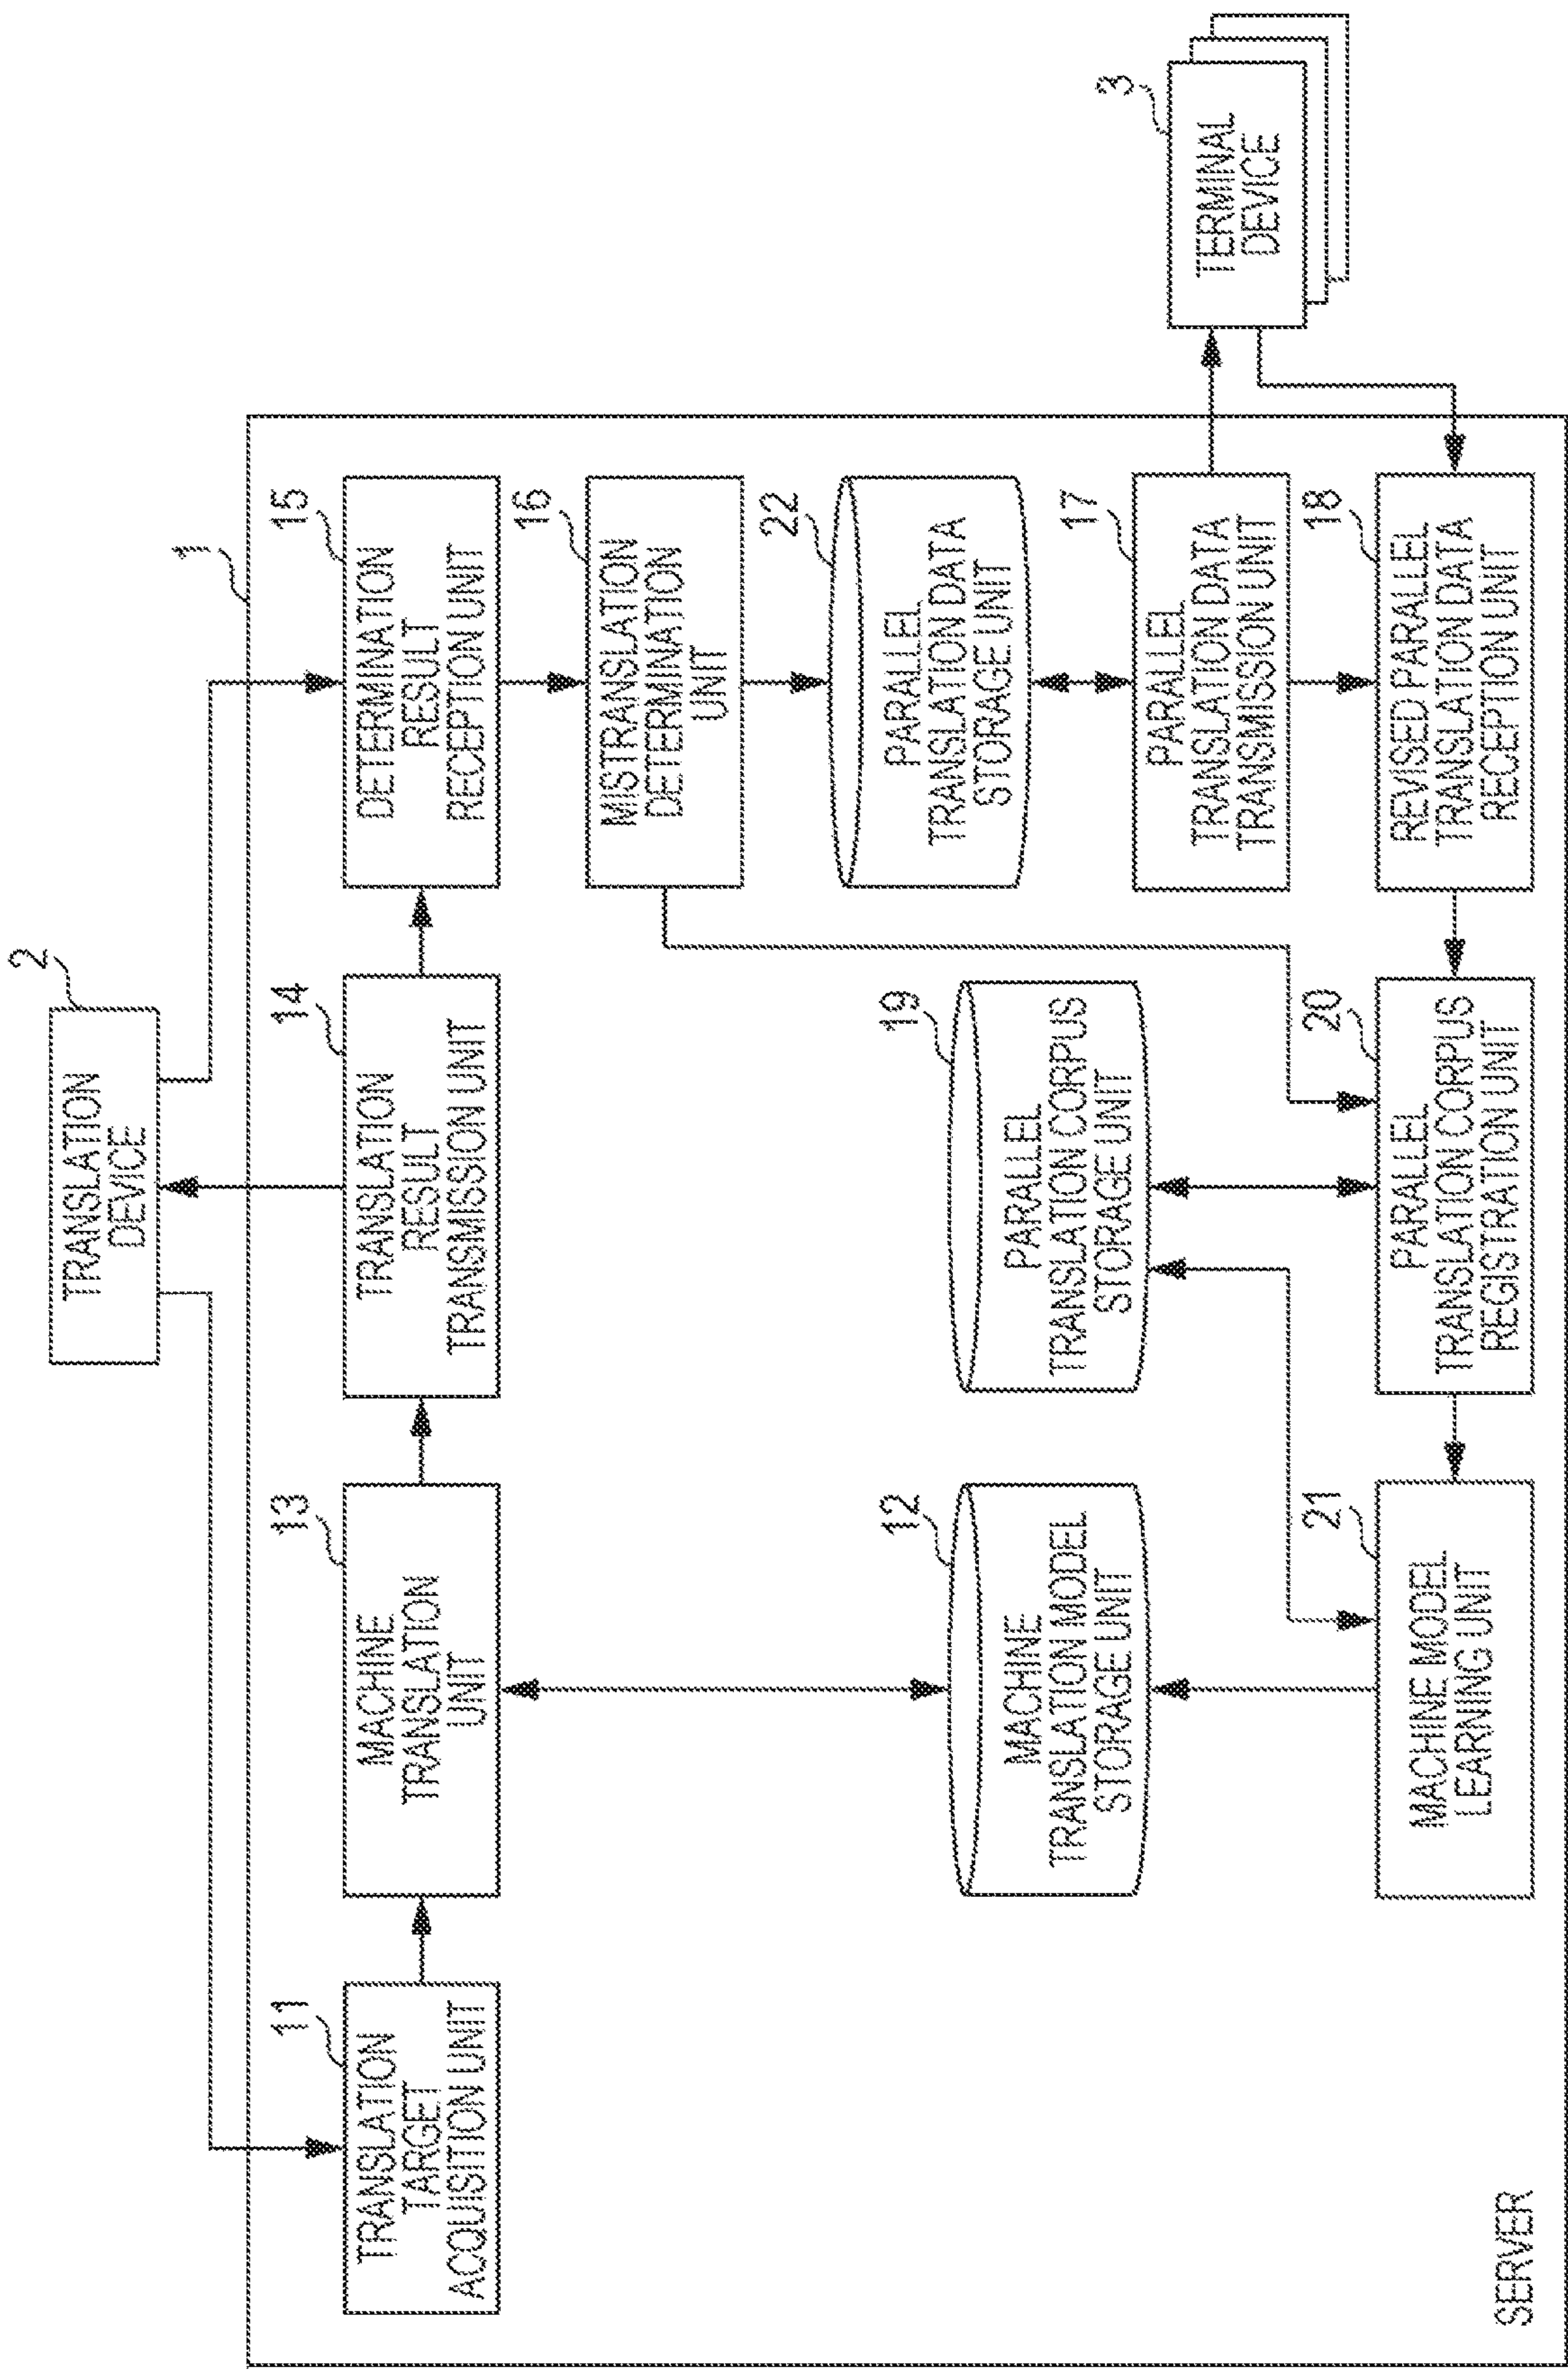 2
TRANSLATION
DEVICE
1
11
TRANSLATION
TARGET
ACQUISITION UNIT
13
MACHINE
TRANSLATION
UNIT
14
TRANSLATION
RESULT
TRANSMISSION UNIT
15
DETERMINATION
RESULT
RECEPTION UNIT
16
MISTRANSLATION
DETERMINATION
UNIT
12
MACHINE
TRANSLATION MODEL
STORAGE UNIT
19
PARALLEL
TRANSLATION CORPUS
STORAGE UNIT
22
PARALLEL
TRANSLATION DATA
STORAGE UNIT
17
PARALLEL
TRANSLATION DATA
TRANSMISSION UNIT
3
TERMINAL
DEVICE
21
MACHINE MODEL
LEARNING UNIT
20
PARALLEL
TRANSLATION CORPUS
REGISTRATION UNIT
18
REVISED PARALLEL
TRANSLATION DATA
RECEPTION UNIT
SERVER